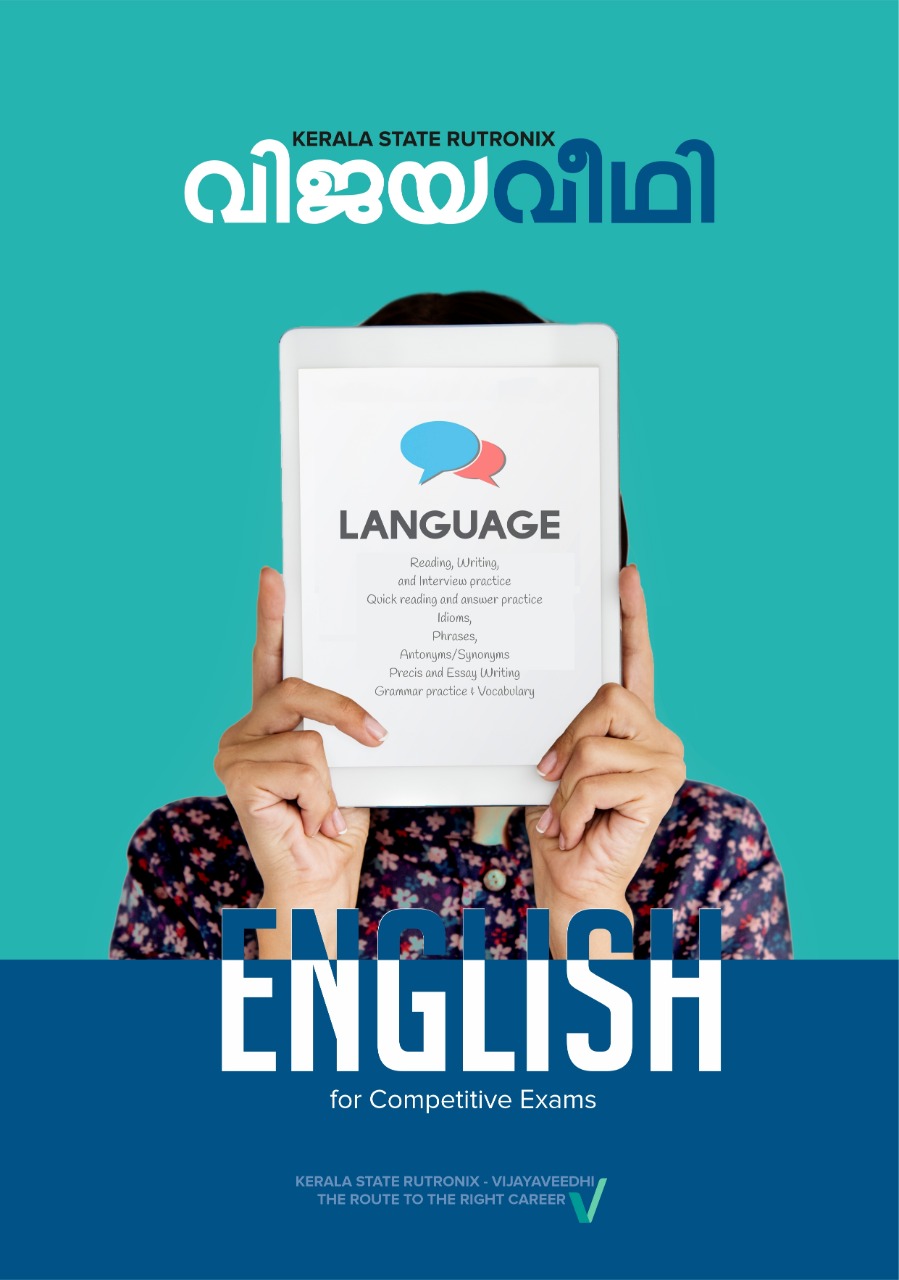 KERALA STATE RUTRONIX
വിജയവീഥി
LANGUAGE
Reading, Writing,
and Interview practice
Quick reading and answer practice
Idioms,
Phrases,
Antonyms/Synonyms
Precis and Essay Writing
Grammar practice & Vocabulary
ENGLISH
for Competitive Exams
KERALA STATE RUTRONIX - VIJAYAVEEDHI
THE ROUTE TO THE RIGHT CAREER